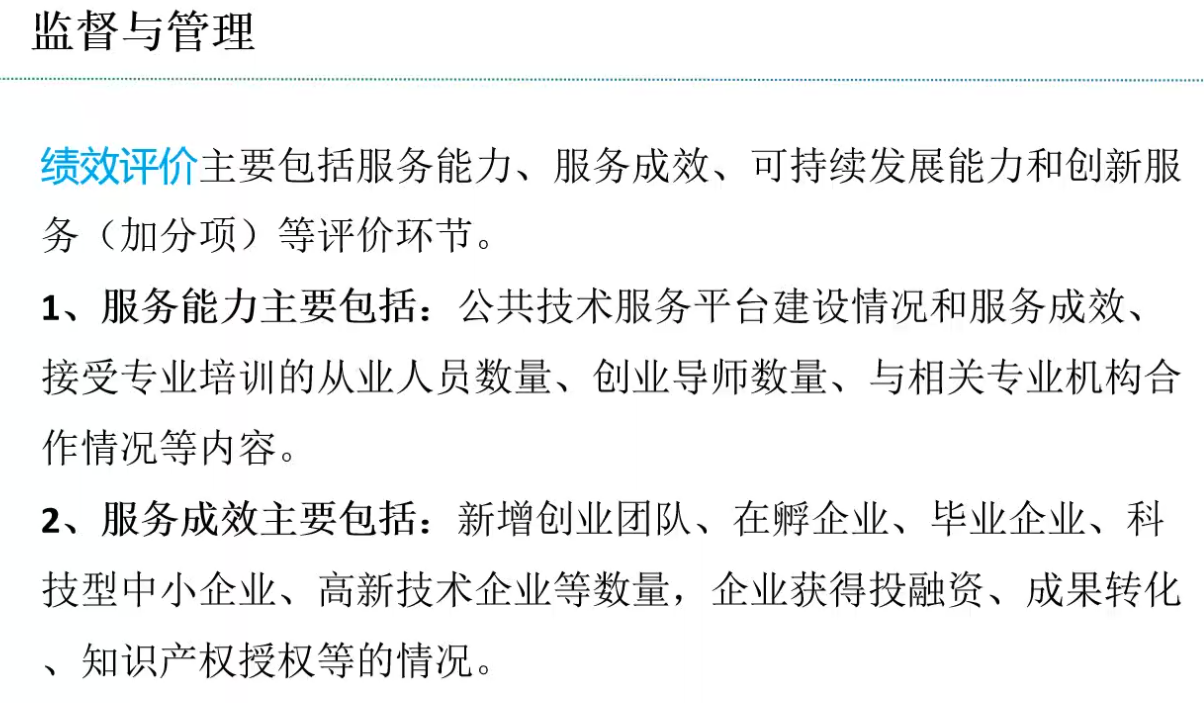 监督与管理
绩效评价主要包括服务能力、服务成效、可持续发展能力和创新服
务（加分项）等评价环节。
1、服务能力主要包括：公共技术服务平台建设情况和服务成效、
接受专业培训的从业人员数量、创业导师数量、与相关专业机构合
作情况等内容。
2、服务成效主要包括：新增创业团队、在孵企业、毕业企业、科
技型中小企业、高新技术企业等数量，企业获得投融资、成果转化
、知识产权授权等的情况。